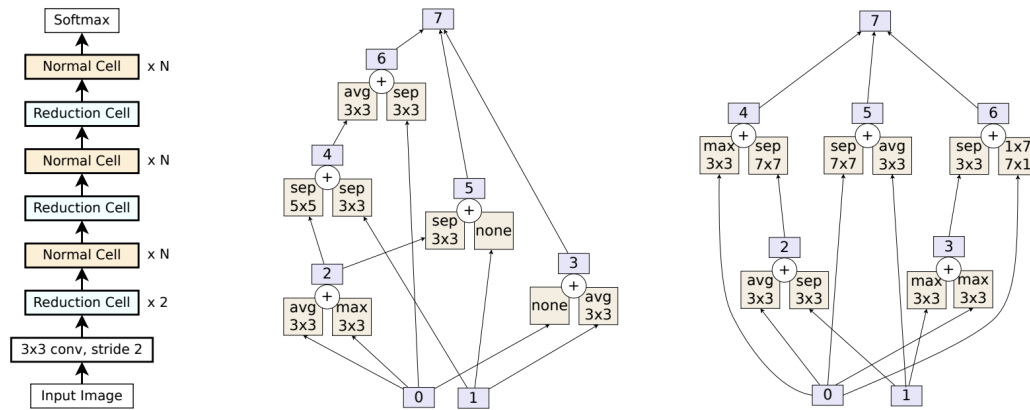 Softmax
Normal Cell x N
Reduction Cell
Normal Cell x N
Reduction Cell
Normal Cell x N
Reduction Cell x 2
3x3 conv, stride 2
Input Image
7
6
+
avg 3x3
sep 3x3
4
+
sep 5x5
sep 3x3
5
+
sep 3x3
none
2
+
avg 3x3
max 3x3
3
+
none
avg 3x3
0
1
7
4
+
max 3x3
sep 7x7
5
+
sep 7x7
avg 3x3
6
+
sep 3x3
1x7 7x1
2
+
avg 3x3
sep 3x3
3
+
max 3x3
max 3x3
0
1